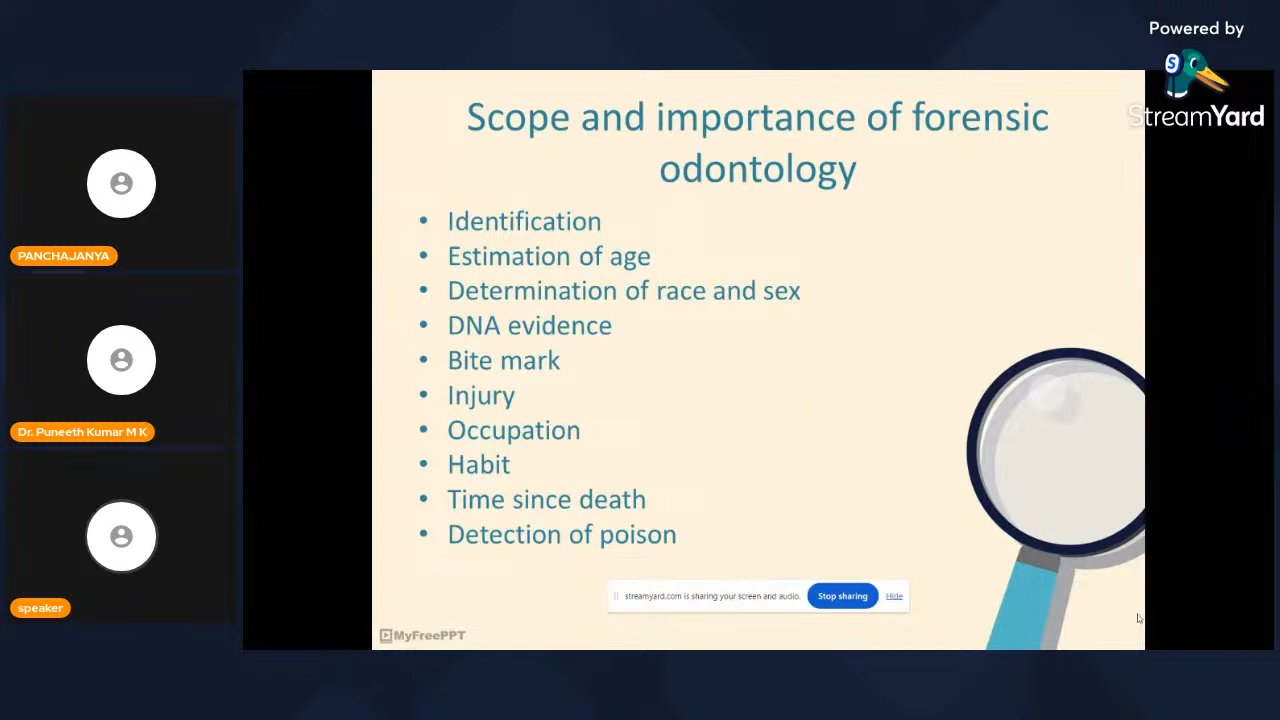 Powered by
StreamYard
PANCHAJANYA
Dr. Puneeth Kumar M K
speaker
Scope and importance of forensic
odontology
• Identification
• Estimation of age
• Determination of race and sex
• DNA evidence
• Bite mark
• Injury
• Occupation
• Habit
• Time since death
• Detection of poison
streamyard.com is sharing your screen and audio. Stop sharing Hide
MyFreePPT